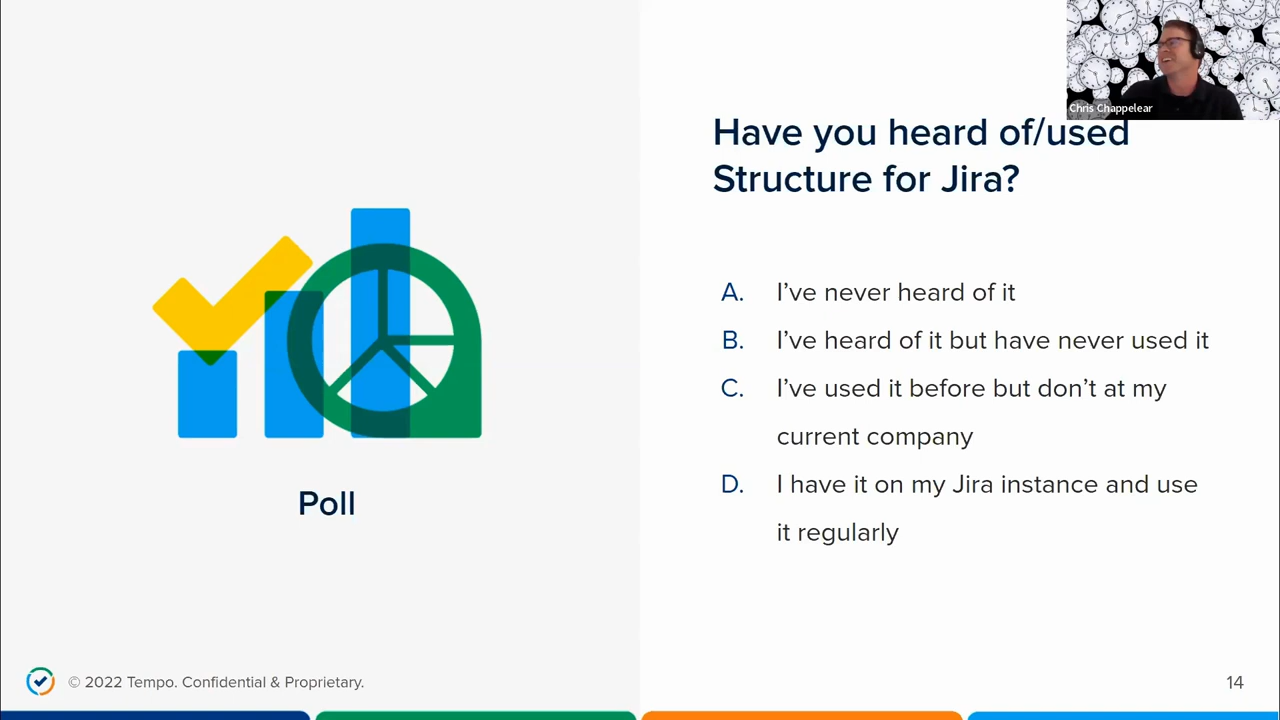 Chris Chappelear
Have you heard of/used
Structure for Jira?
A. I’ve never heard of it
B. I’ve heard of it but have never used it
C. I’ve used it before but don’t at my
current company
D. I have it on my Jira instance and use
it regularly
Poll
© 2022 Tempo. Confidential & Proprietary.
14